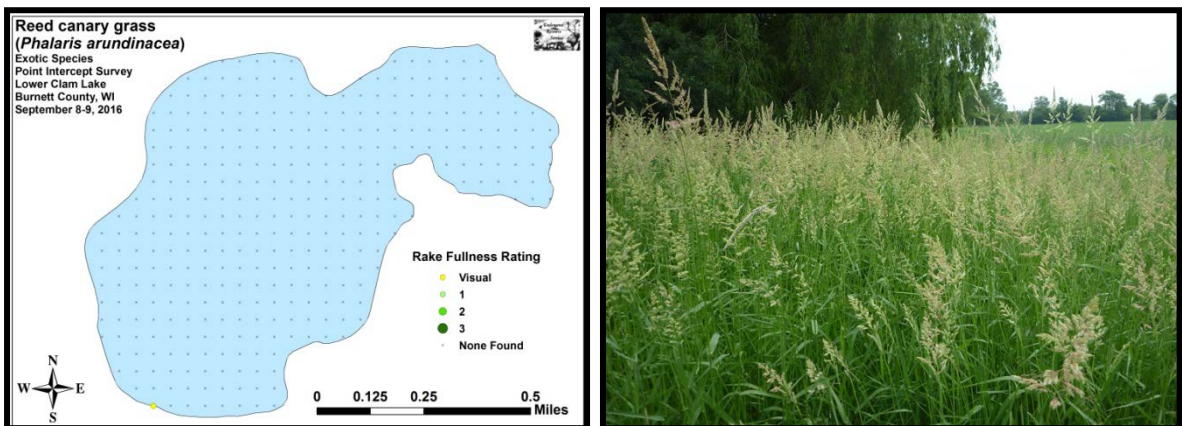 Reed canary grass
(Phalaris arundinacea)
Exotic Species
Point Intercept Survey
Lower Clam Lake
Burnett County, WI
September 8-9, 2016
Rake Fullness Rating
Visual
1
2
3
None Found
N
W E
S
0 0.125 0.25 0.5
Miles